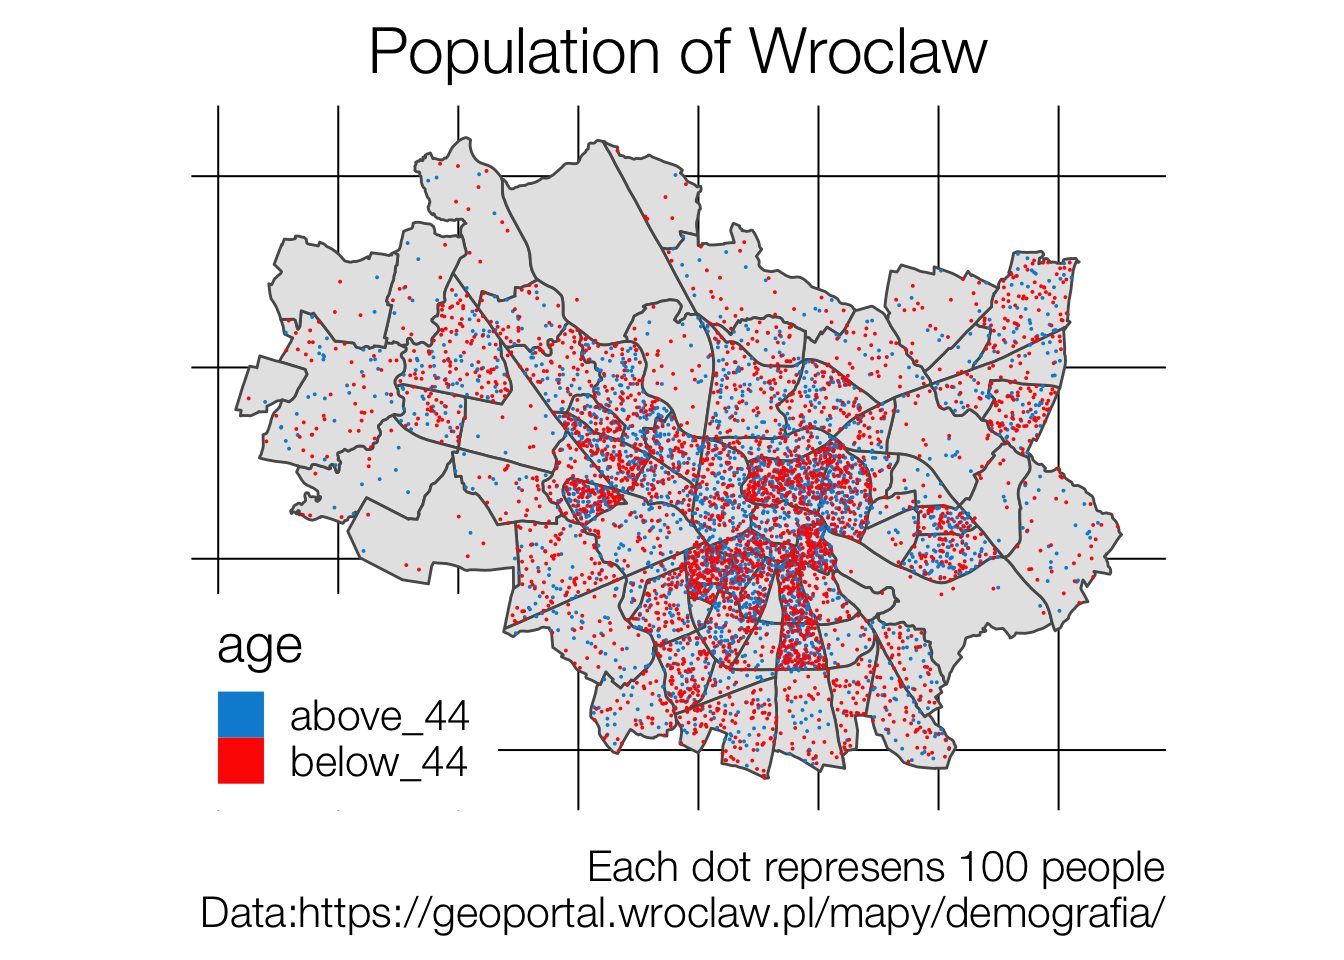 Population of Wroclaw
age
above_44
below_44
Each dot represens 100 people
Data:https://geoportal.wroclaw.pl/mapy/demografia/